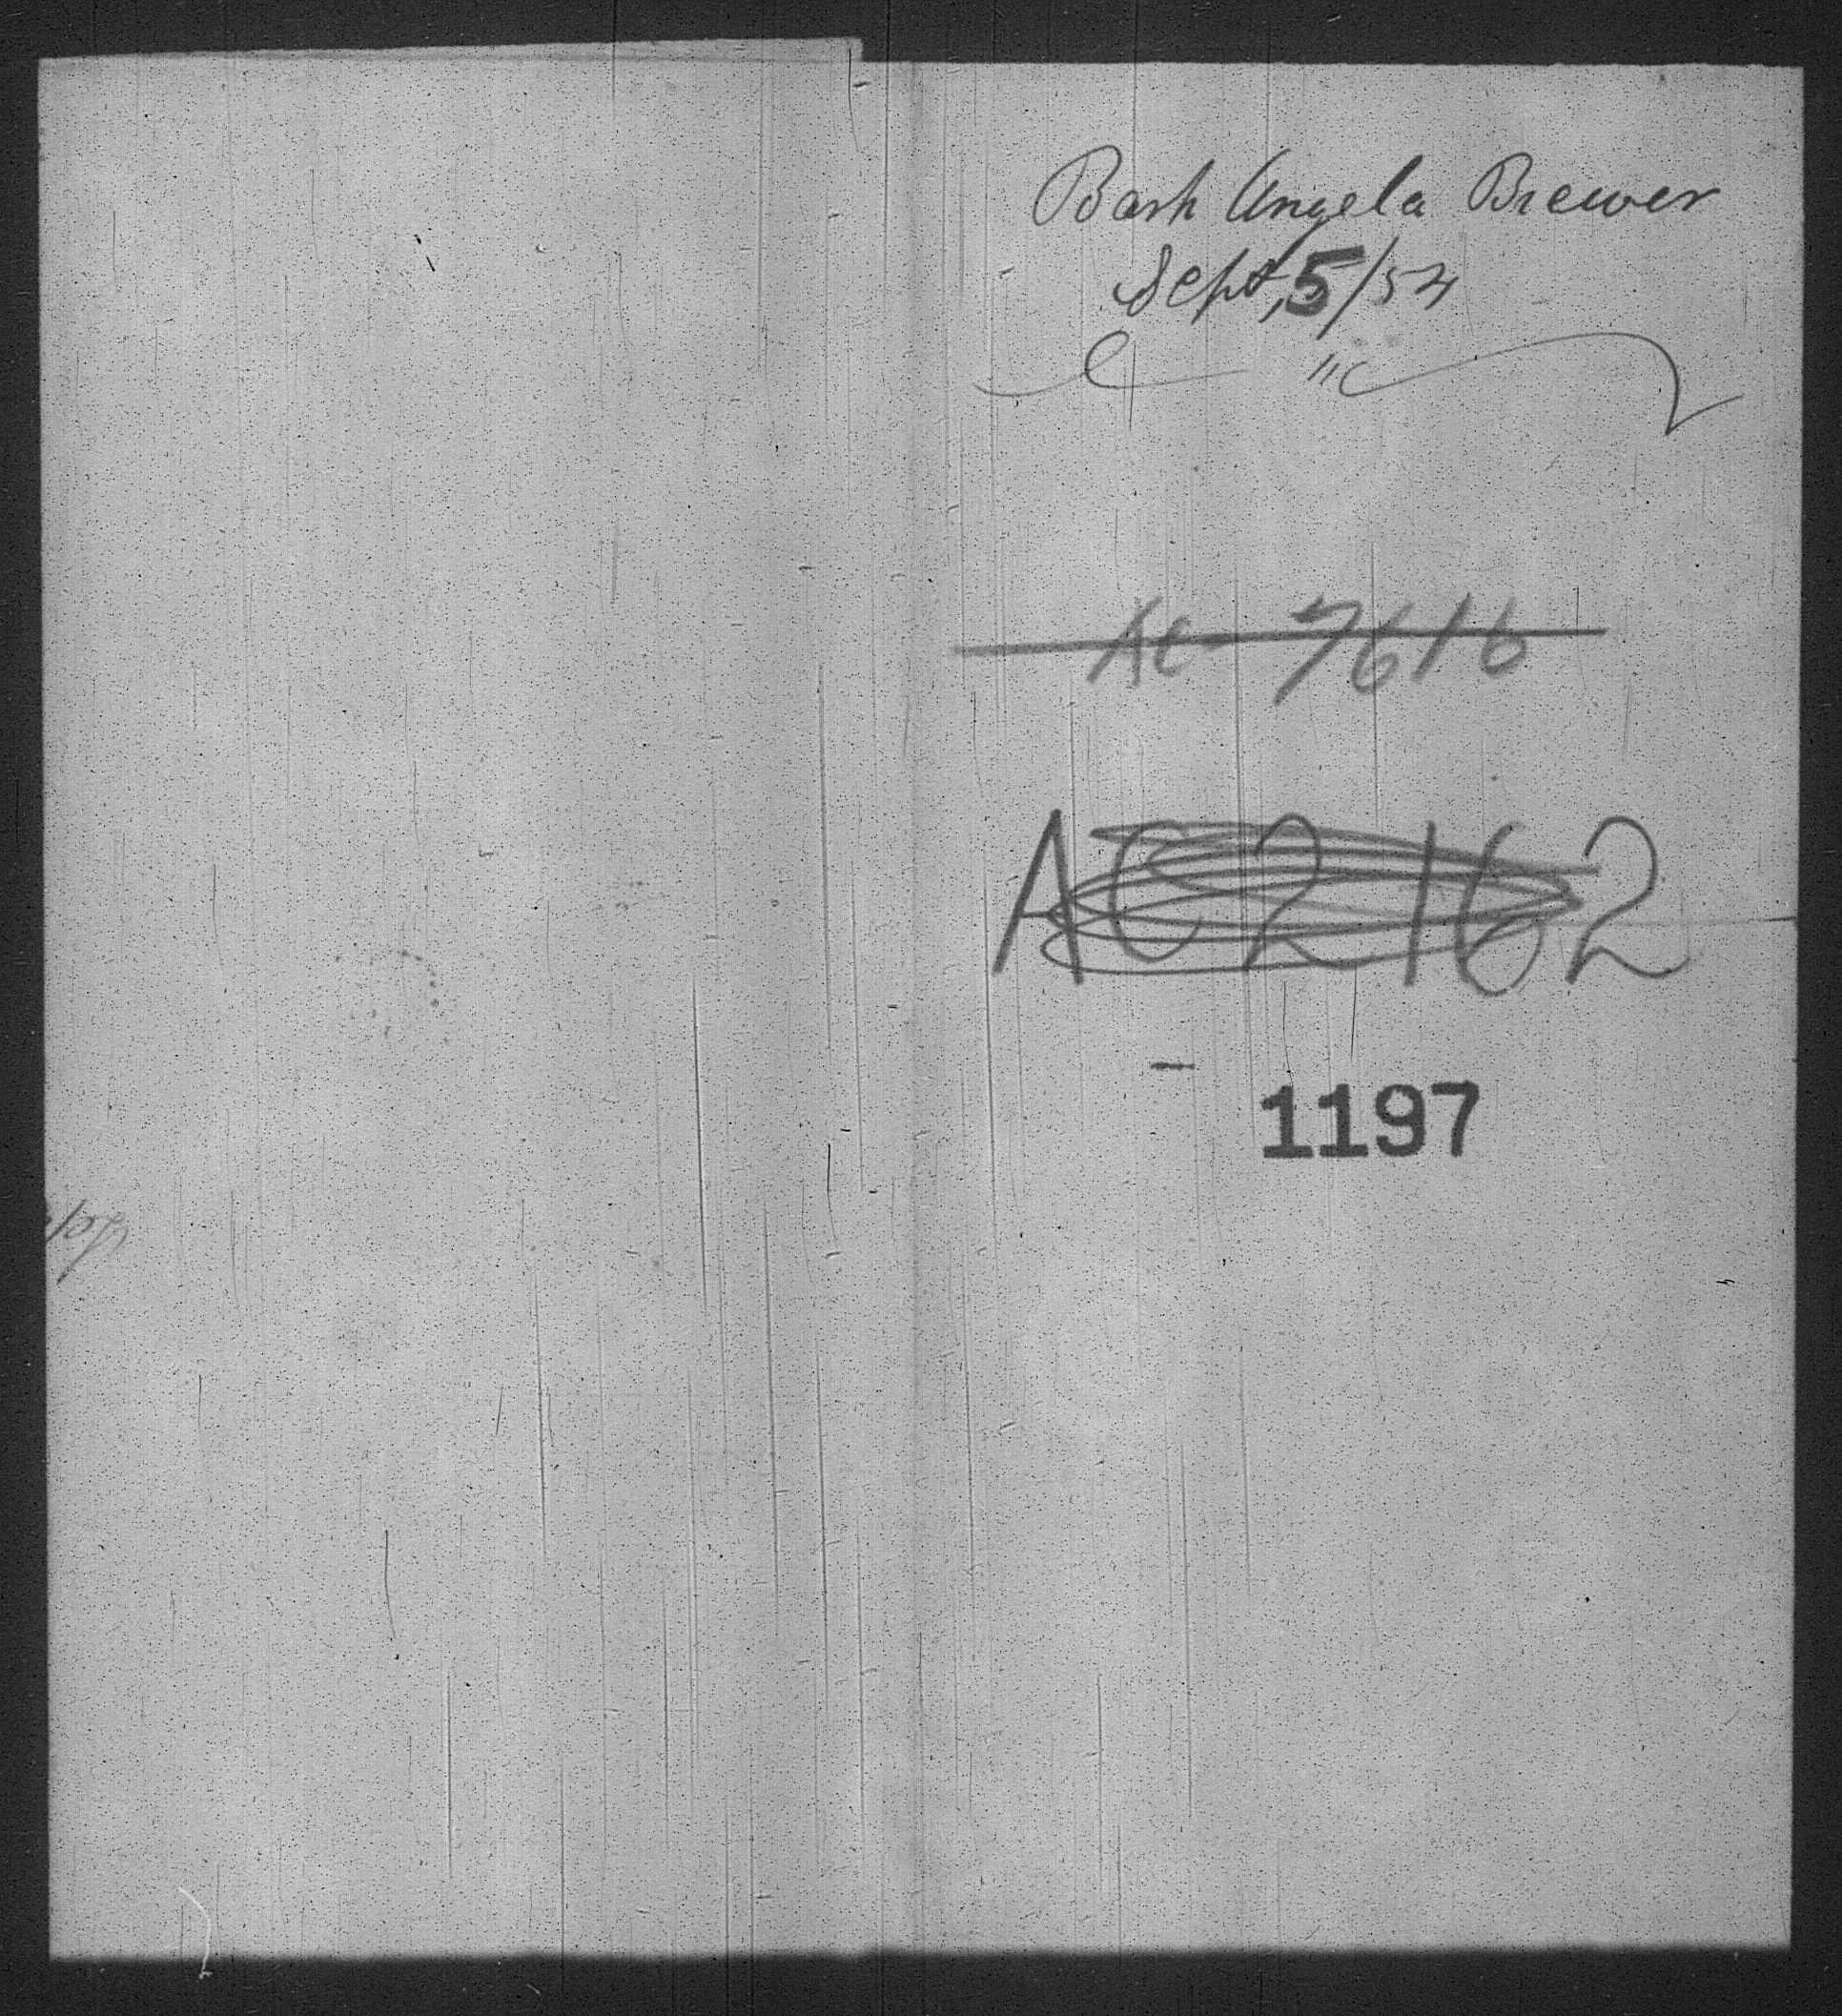 Bark Angela Brewer
Sept, 5/54
AC- 7616
AC 2162
1197